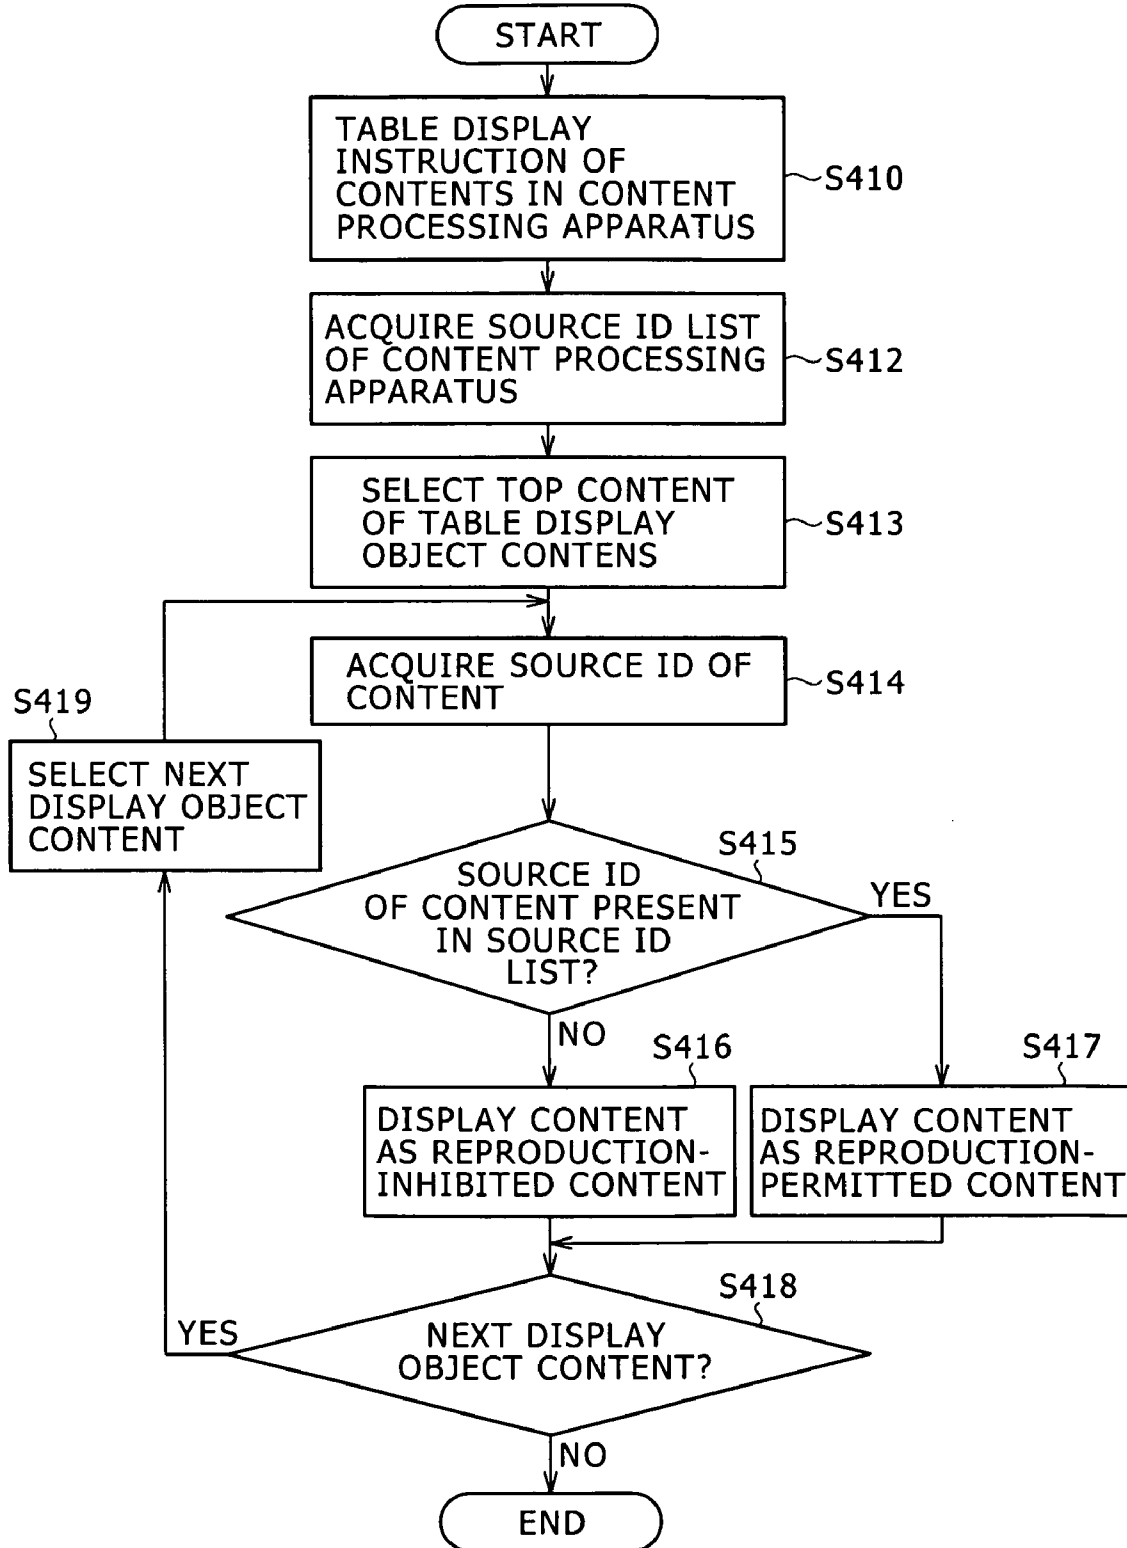 START
TABLE DISPLAY
INSTRUCTION OF
CONTENTS IN CONTENT
PROCESSING APPARATUS
S410
ACQUIRE SOURCE ID LIST
OF CONTENT PROCESSING
APPARATUS
S412
SELECT TOP CONTENT
OF TABLE DISPLAY
OBJECT CONTENS
S413
ACQUIRE SOURCE ID OF
CONTENT
S414
S419
SELECT NEXT
DISPLAY OBJECT
CONTENT
S415
SOURCE ID
OF CONTENT PRESENT
IN SOURCE ID
LIST?
YES
NO
S416
DISPLAY CONTENT
AS REPRODUCTION-
INHIBITED CONTENT
S417
DISPLAY CONTENT
AS REPRODUCTION-
PERMITTED CONTENT
S418
NEXT DISPLAY
OBJECT CONTENT?
YES
NO
END